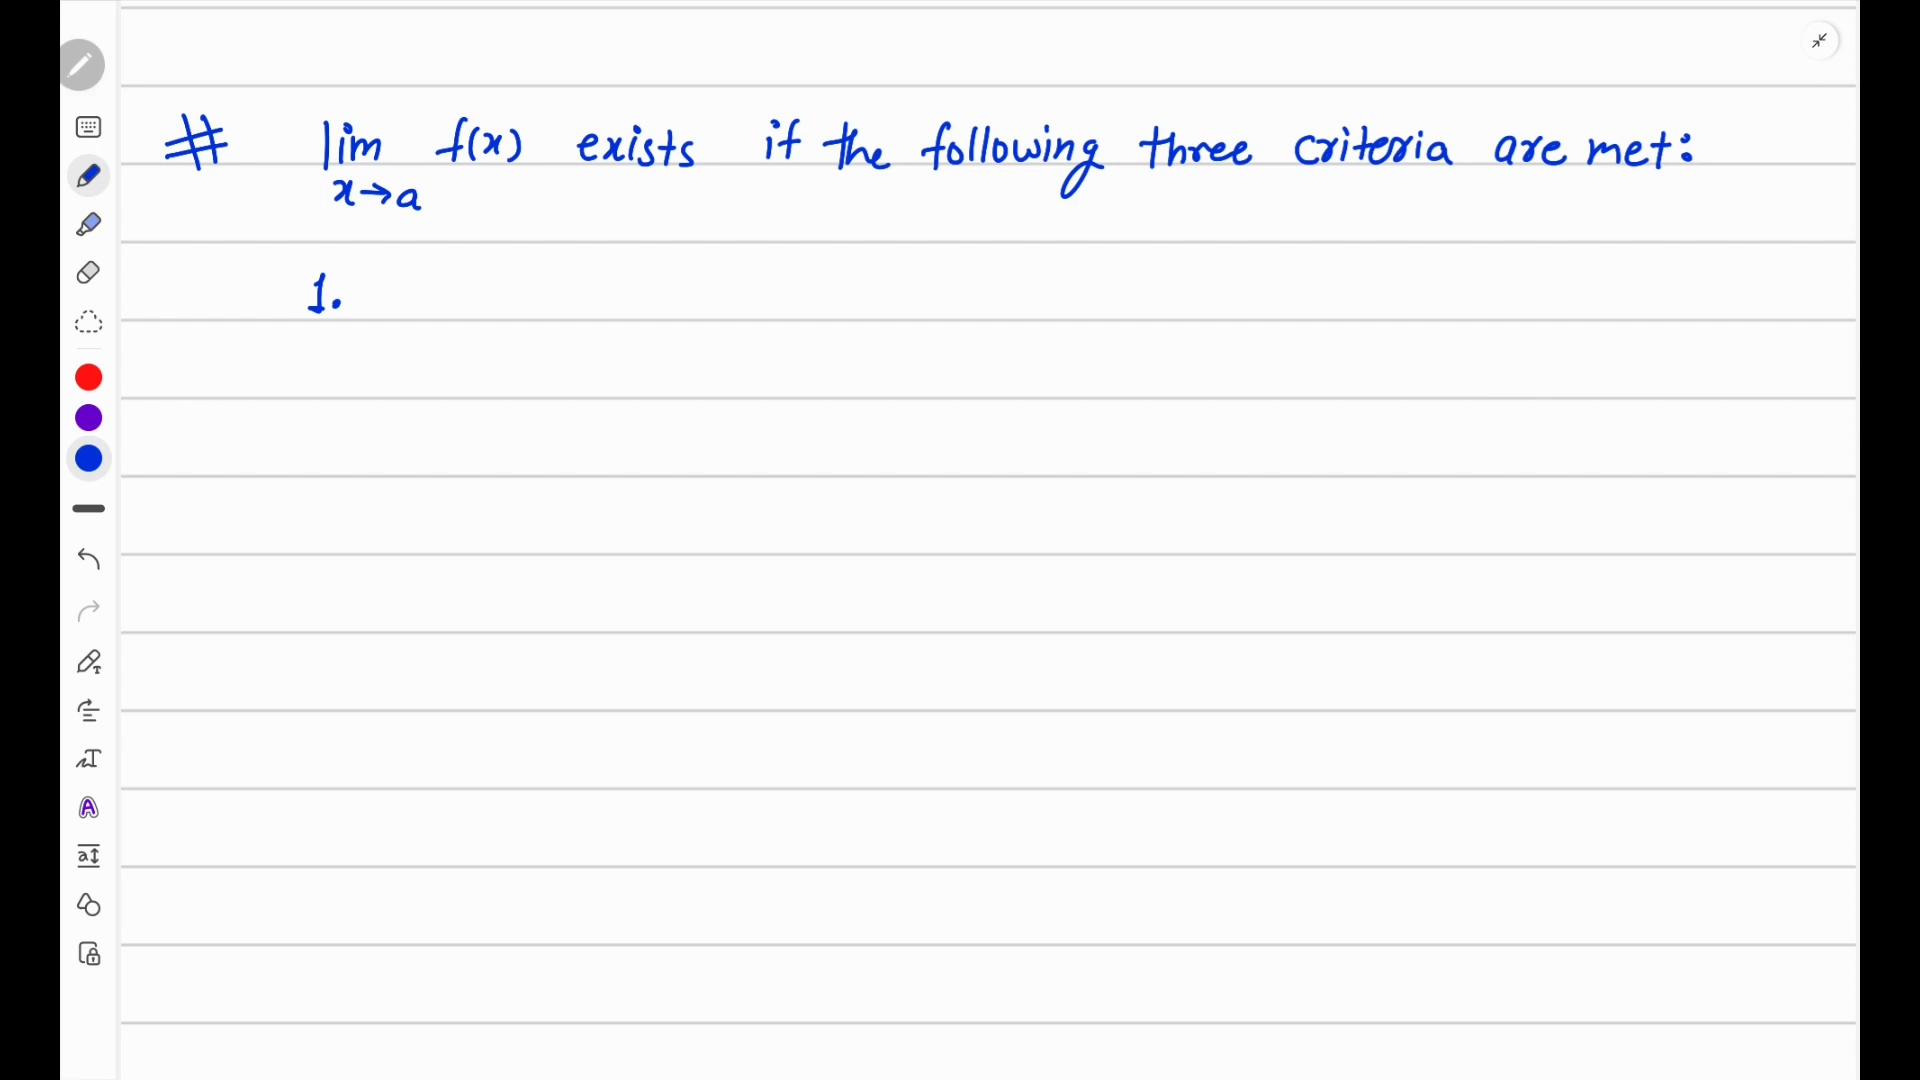 # lim f(x) exists if the following three criteria are met:
x→a
1.